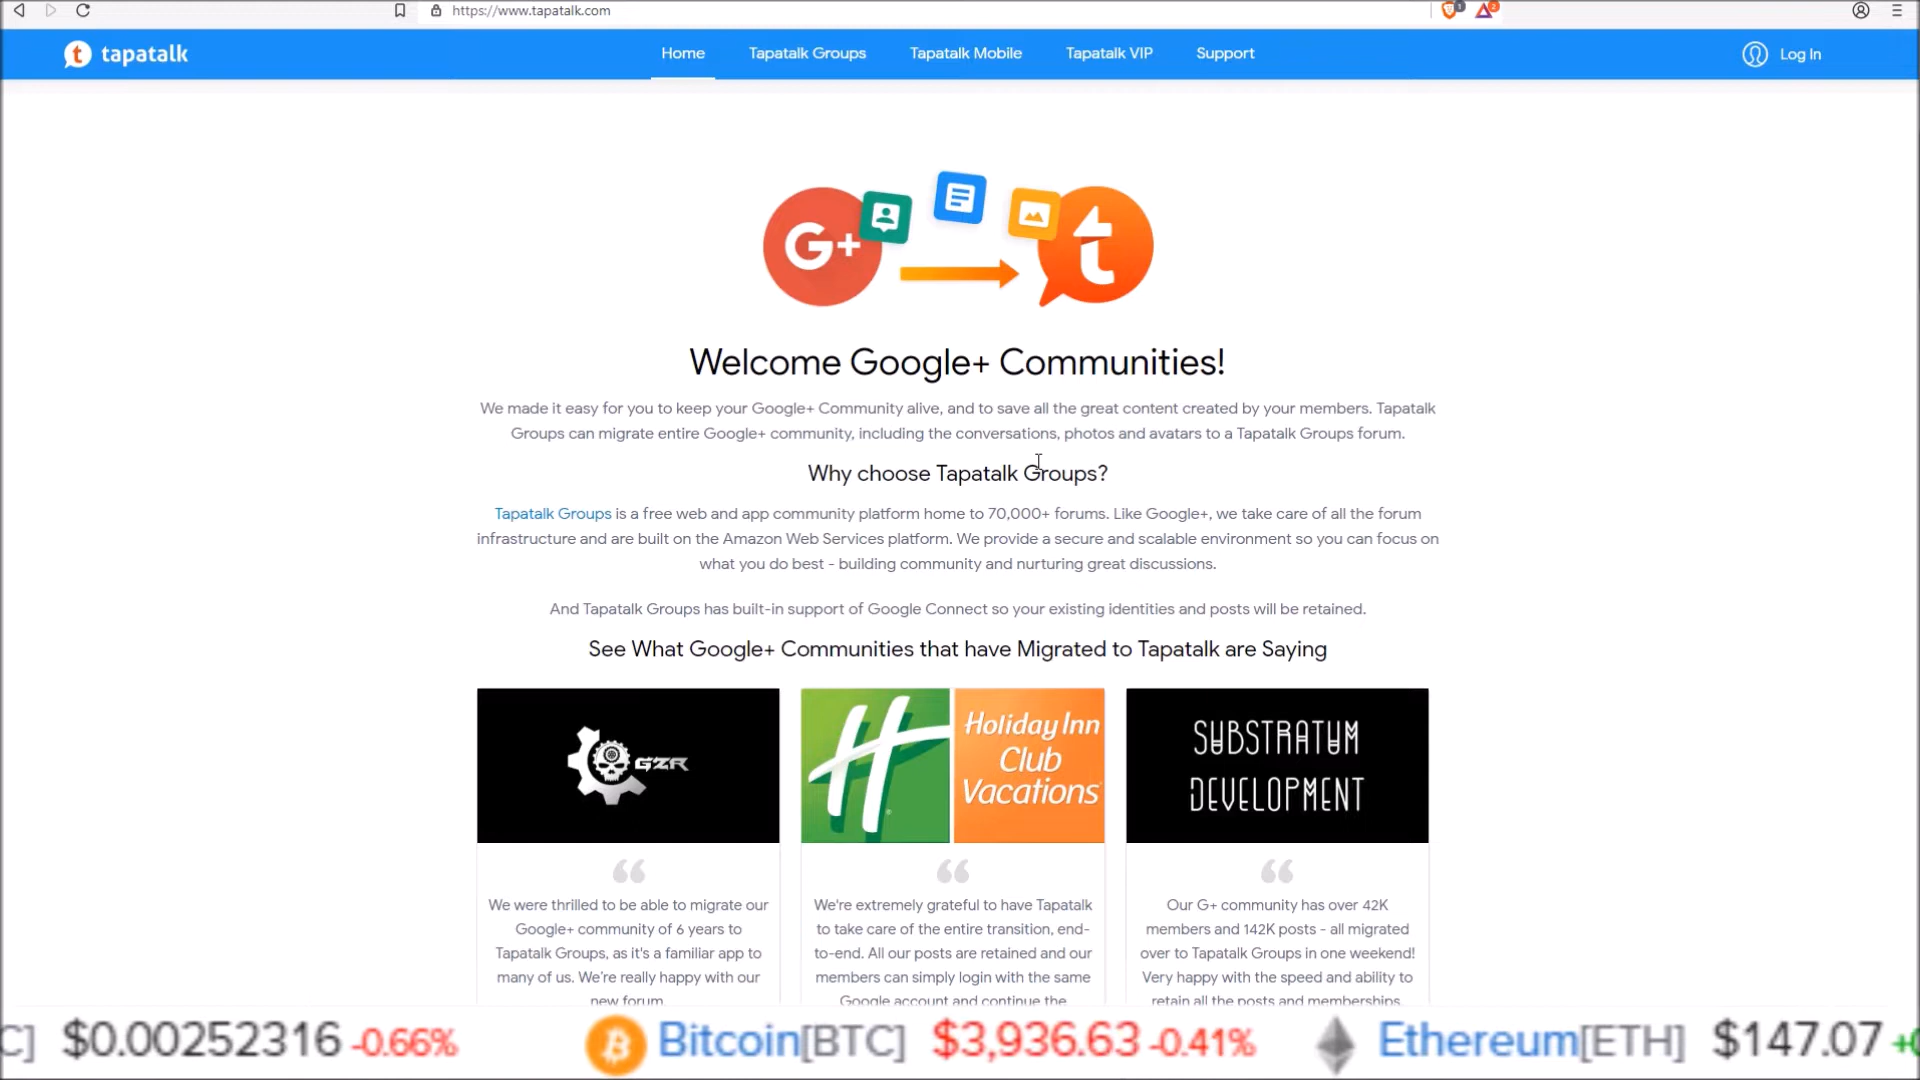 https://www.tapatalk.com
1
2
tapatalk
Home
Tapatalk Groups
Tapatalk Mobile
Tapatalk VIP
Support
Log In
G+
t
Welcome Google+ Communities!
We made it easy for you to keep your Google+ Community alive, and to save all the great content created by your members. Tapatalk
Groups can migrate entire Google+ community, including the conversations, photos and avatars to a Tapatalk Groups forum.
Why choose Tapatalk Groups?
Tapatalk Groups is a free web and app community platform home to 70,000+ forums. Like Google+, we take care of all the forum
infrastructure and are built on the Amazon Web Services platform. We provide a secure and scalable environment so you can focus on
what you do best - building community and nurturing great discussions.
And Tapatalk Groups has built-in support of Google Connect so your existing identities and posts will be retained.
See What Google+ Communities that have Migrated to Tapatalk are Saying
GZR
H
Holiday Inn
Club
Vacations
SUBSTRATUM
DEVELOPMENT
We were thrilled to be able to migrate our
Google+ community of 6 years to
Tapatalk Groups, as it's a familiar app to
many of us. We're really happy with our
new forum.
We're extremely grateful to have Tapatalk
to take care of the entire transition, end-
to-end. All our posts are retained and our
members can simply login with the same
Google account and continue the
Our G+ community has over 42K
members and 142K posts - all migrated
over to Tapatalk Groups in one weekend!
Very happy with the speed and ability to
retain all the posts and memberships.
C] $0.00252316 -0.66% Bitcoin[BTC] $3,936.63 -0.41% Ethereum[ETH] $147.07 +0